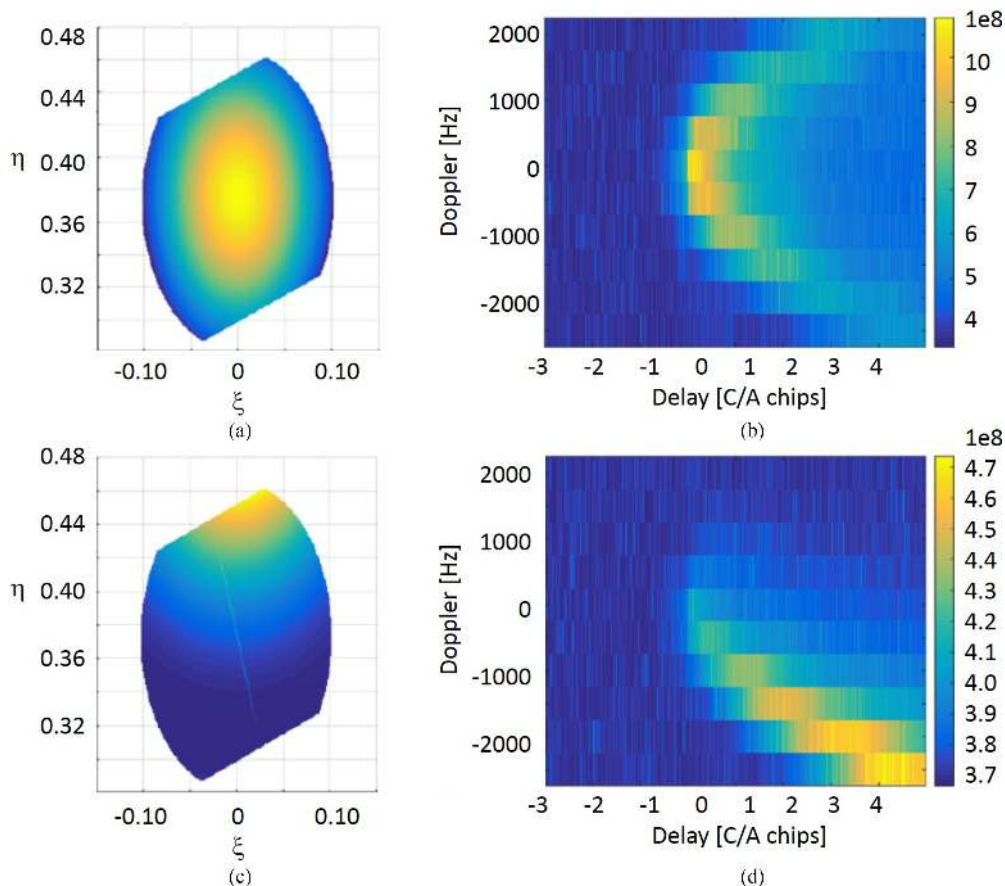 0.48
0.44
η 0.40
0.36
0.32
-0.10 0 0.10
ξ
(a)
1e8
2000
1000
0
-1000
-2000
Doppler [Hz]
10
9
8
7
6
5
4
-3 -2 -1 0 1 2 3 4
Delay [C/A chips]
(b)
0.48
0.44
η 0.40
0.36
0.32
-0.10 0 0.10
ξ
(c)
1e8
2000
1000
0
-1000
-2000
Doppler [Hz]
4.7
4.6
4.5
4.4
4.3
4.2
4.1
4.0
3.9
3.8
3.7
-3 -2 -1 0 1 2 3 4
Delay [C/A chips]
(d)